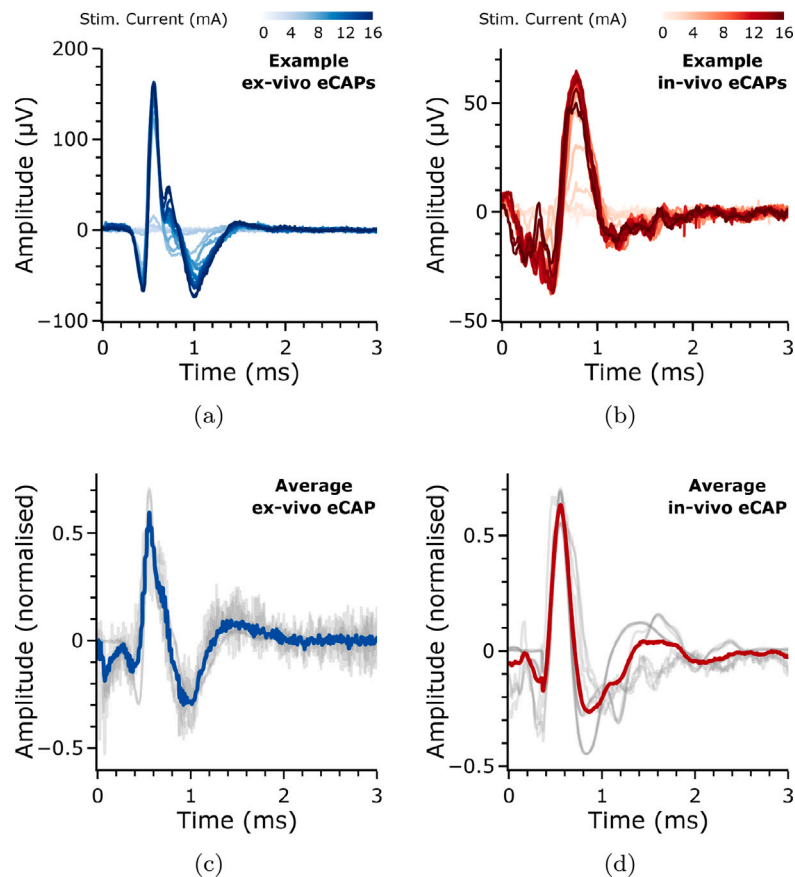 Stim. Current (mA)
0 4 8 12 16
Example
ex-vivo eCAPs
Amplitude (µV)
200
100
0
−100
0 1 2 3
Time (ms)
(a)
Stim. Current (mA)
0 4 8 12 16
Example
in-vivo eCAPs
Amplitude (µV)
50
0
−50
0 1 2 3
Time (ms)
(b)
Average
ex-vivo eCAP
Amplitude (normalised)
0.5
0
−0.5
0 1 2 3
Time (ms)
(c)
Average
in-vivo eCAP
Amplitude (normalised)
0.5
0
−0.5
0 1 2 3
Time (ms)
(d)